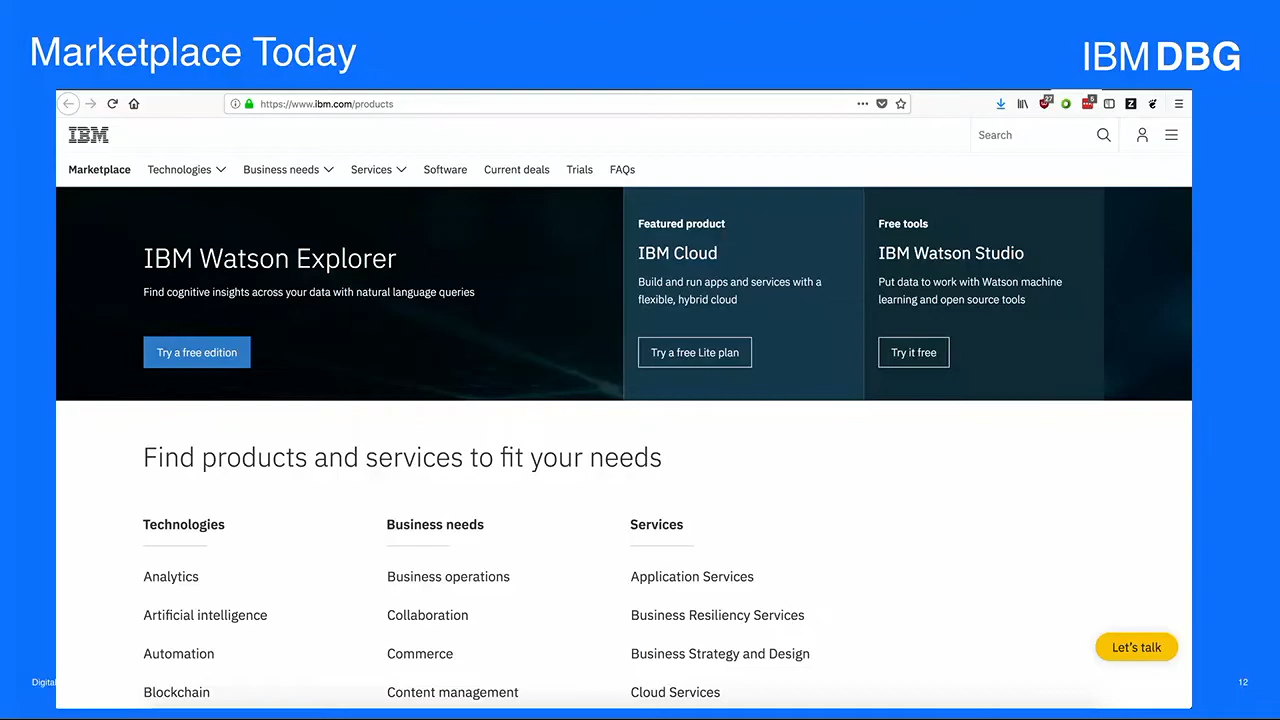 Marketplace Today
IBM DBG
https://www.ibm.com/products
27
6
Z
IBM
Search
Marketplace Technologies Business needs Services Software Current deals Trials FAQs
IBM Watson Explorer
Find cognitive insights across your data with natural language queries
Try a free edition
Featured product
IBM Cloud
Build and run apps and services with a
flexible, hybrid cloud
Try a free Lite plan
Free tools
IBM Watson Studio
Put data to work with Watson machine
learning and open source tools
Try it free
Find products and services to fit your needs
Technologies
Analytics
Artificial intelligence
Automation
Blockchain
Business needs
Business operations
Collaboration
Commerce
Content management
Services
Application Services
Business Resiliency Services
Business Strategy and Design
Cloud Services
Let's talk
Digital
12